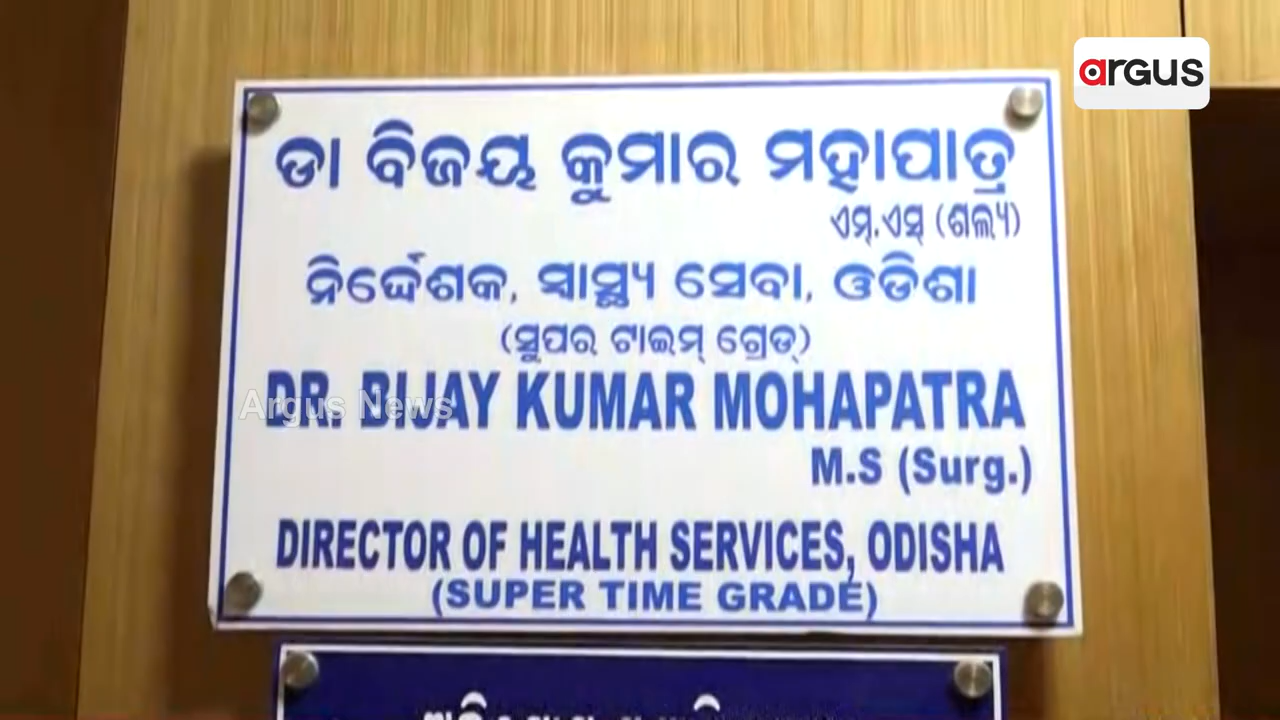 argus
ଡା ବିଜୟ କୁମାର ମହାପାତ୍ର
ଏମ୍.ଏସ୍ (ଶଲ୍ୟ)
ନିର୍ଦ୍ଦେଶକ, ସ୍ୱାସ୍ଥ୍ୟ ସେବା, ଓଡିଶା
(ସୁପର ଟାଇମ୍ ଗ୍ରେଡ୍)
DR. BIJAY KUMAR MOHAPATRA
Argus News
M.S (Surg.)
DIRECTOR OF HEALTH SERVICES, ODISHA
(SUPER TIME GRADE)